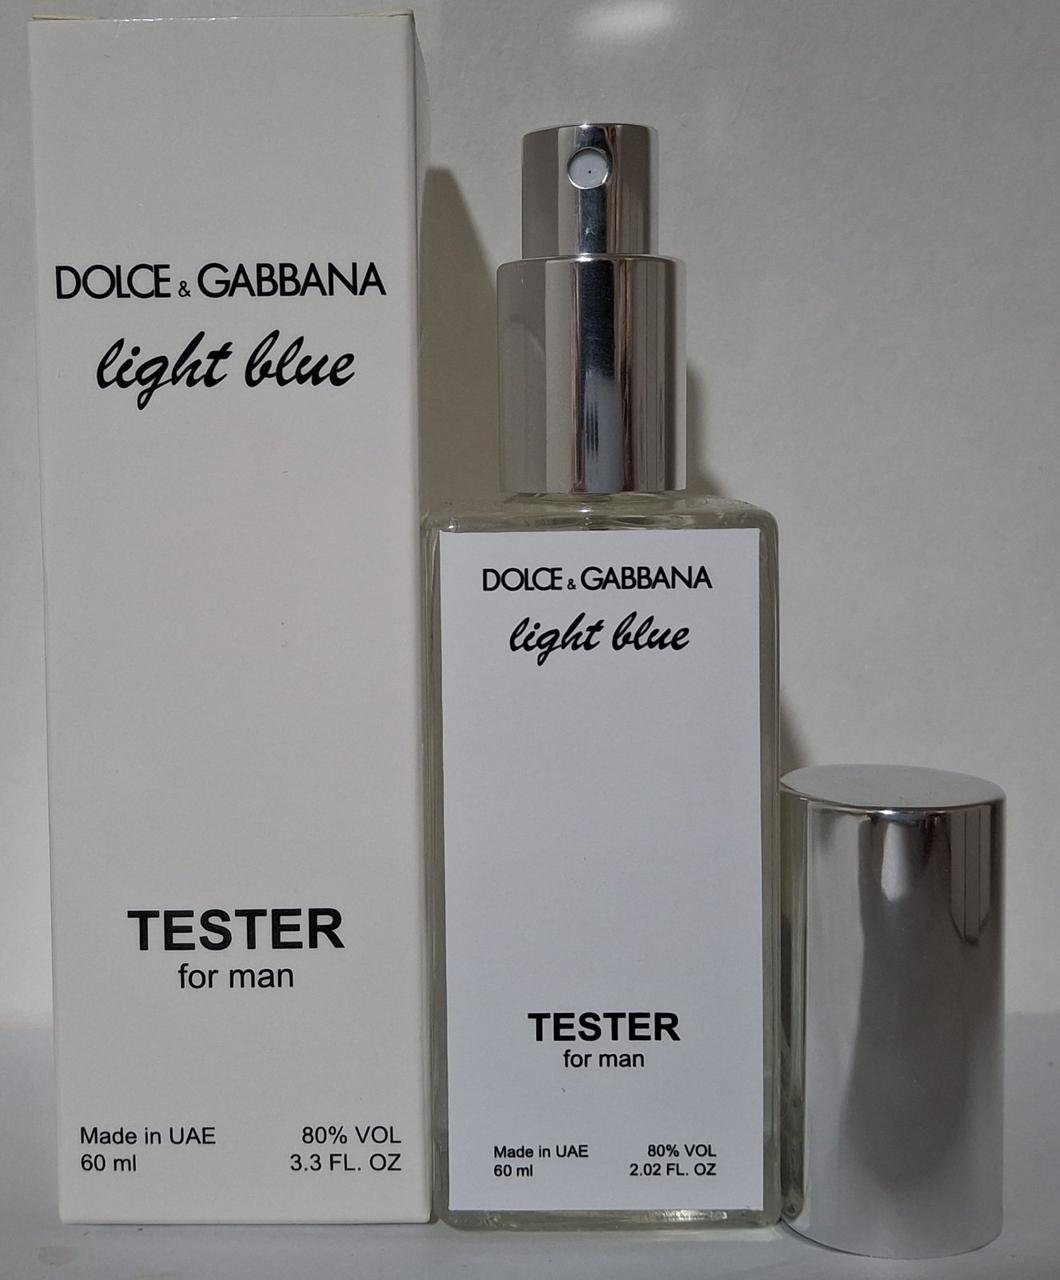 DOLCE & GABBANA
light blue
TESTER
for man
Made in UAE 80% VOL
60 ml 3.3 FL. OZ
DOLCE & GABBANA
light blue
TESTER
for man
Made in UAE 80% VOL
60 ml 2.02 FL. OZ